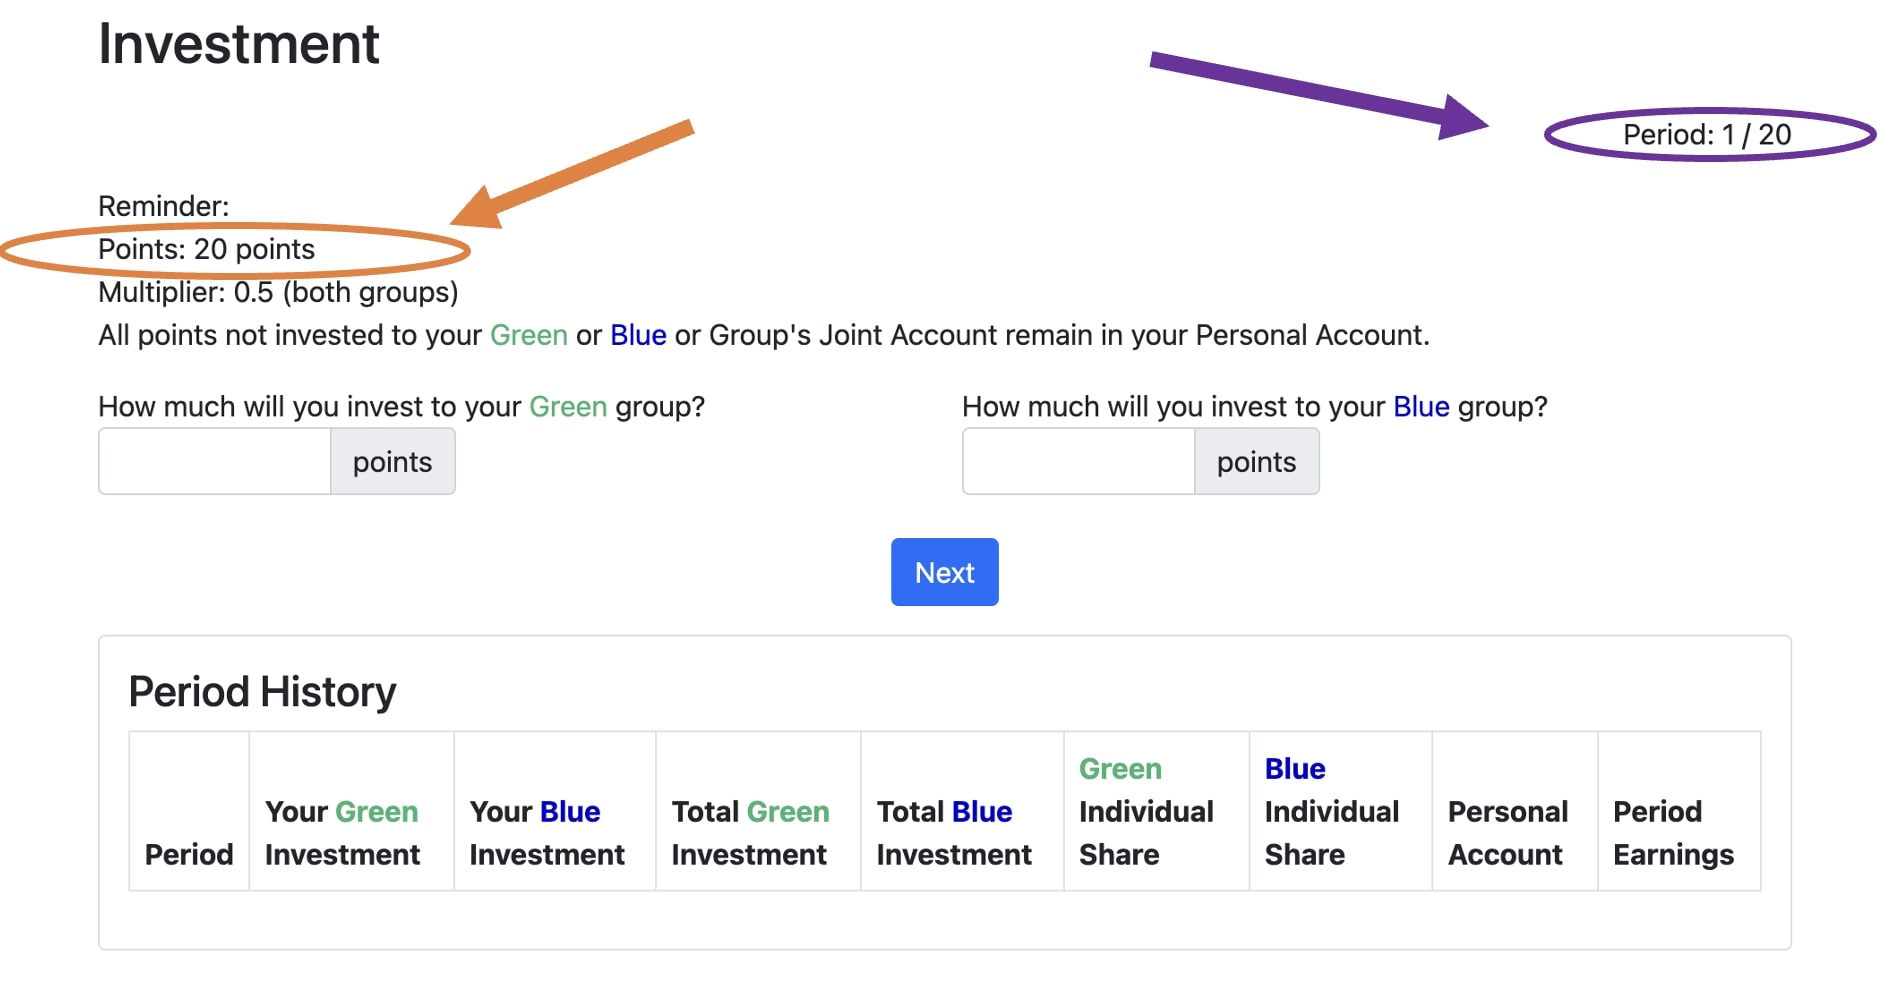 Investment
Period: 1 / 20
Reminder:
Points: 20 points
Multiplier: 0.5 (both groups)
All points not invested to your Green or Blue or Group's Joint Account remain in your Personal Account.
How much will you invest to your Green group?
points
How much will you invest to your Blue group?
points
Next
Period History
Period
Your Green
Investment
Your Blue
Investment
Total Green
Investment
Total Blue
Investment
Green
Individual
Share
Blue
Individual
Share
Personal
Account
Period
Earnings